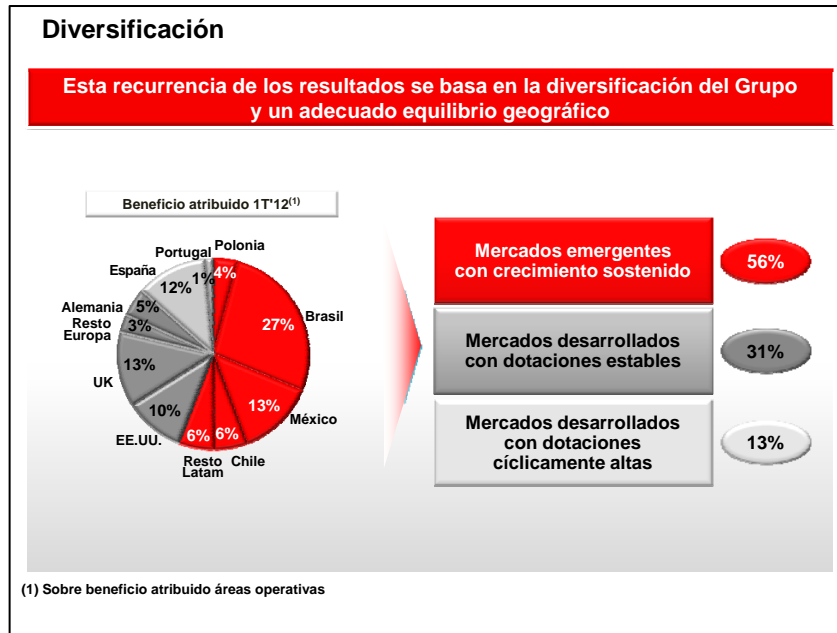 Diversificación
Esta recurrencia de los resultados se basa en la diversificación del Grupo
y un adecuado equilibrio geográfico
Beneficio atribuido 1T'12(1)
Portugal
Polonia
España
4%
1%
12%
Alemania
5%
Brasil
27%
Resto
Europa
3%
13%
UK
13%
México
10%
EE.UU.
6%
6%
Resto
Latam
Chile
Mercados emergentes
con crecimiento sostenido
56%
Mercados desarrollados
con dotaciones estables
31%
Mercados desarrollados
con dotaciones
cíclicamente altas
13%
(1) Sobre beneficio atribuido áreas operativas